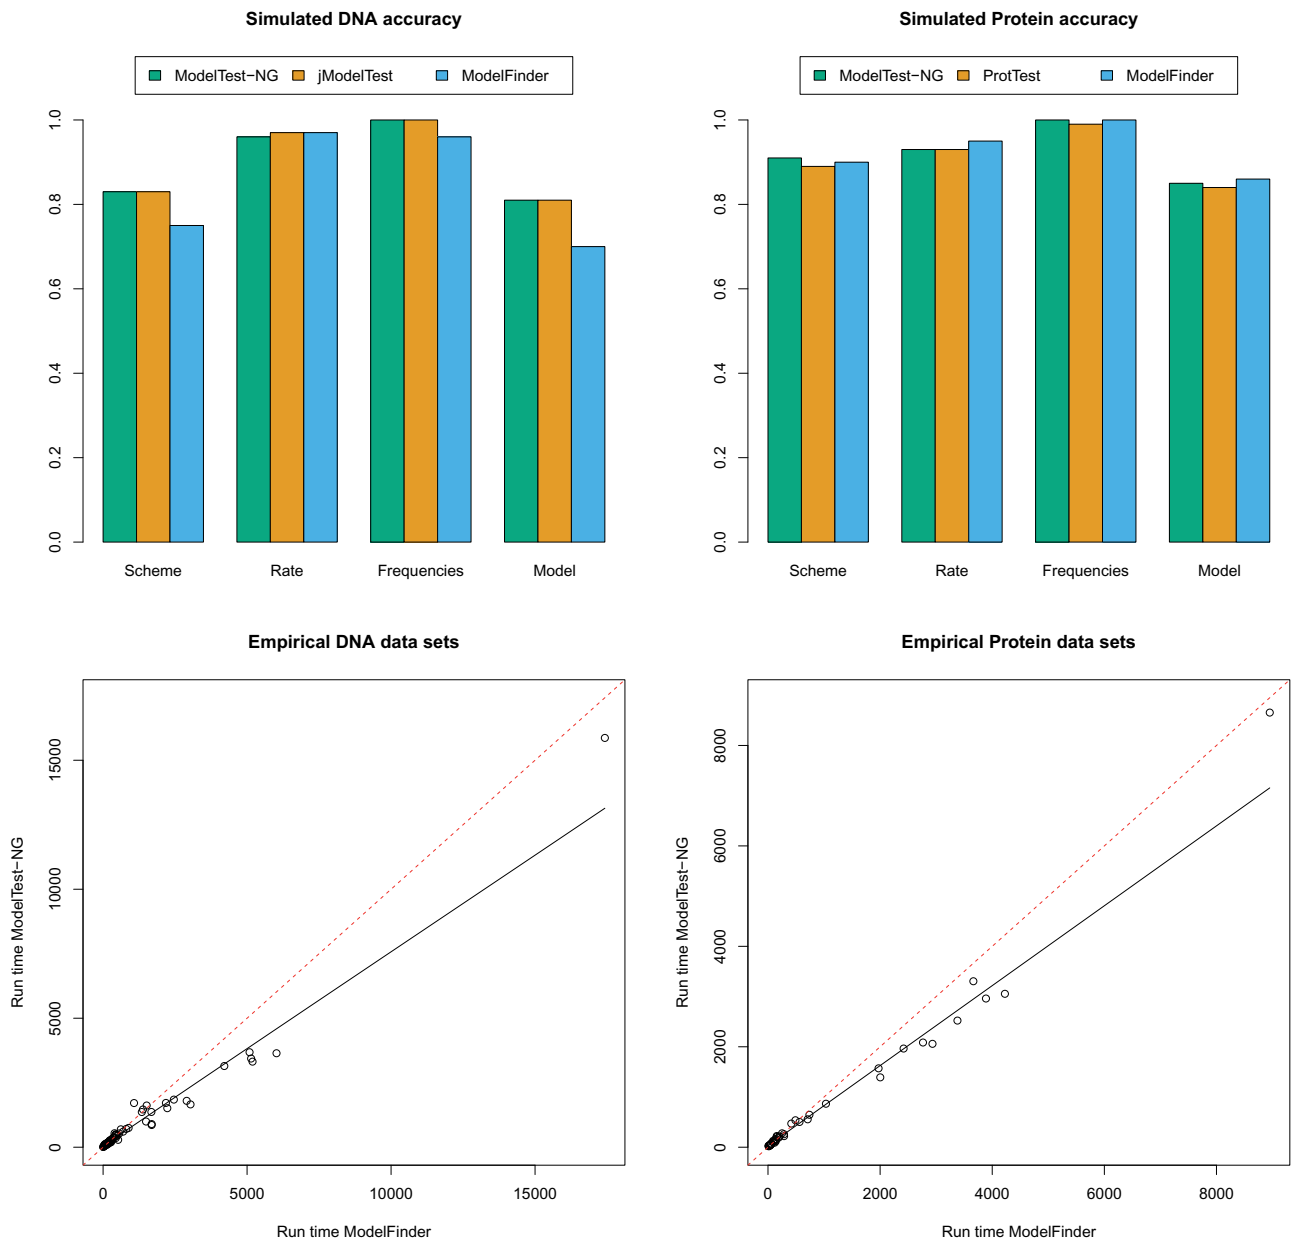 Simulated DNA accuracy
ModelTest−NG jModelTest ModelFinder
1.0
0.8
0.6
0.4
0.2
0.0
Scheme Rate Frequencies Model
Simulated Protein accuracy
ModelTest−NG ProtTest ModelFinder
1.0
0.8
0.6
0.4
0.2
0.0
Scheme Rate Frequencies Model
Empirical DNA data sets
Run time ModelTest−NG
15000
10000
5000
0
0 5000 10000 15000
Run time ModelFinder
Empirical Protein data sets
Run time ModelTest−NG
8000
6000
4000
2000
0
0 2000 4000 6000 8000
Run time ModelFinder